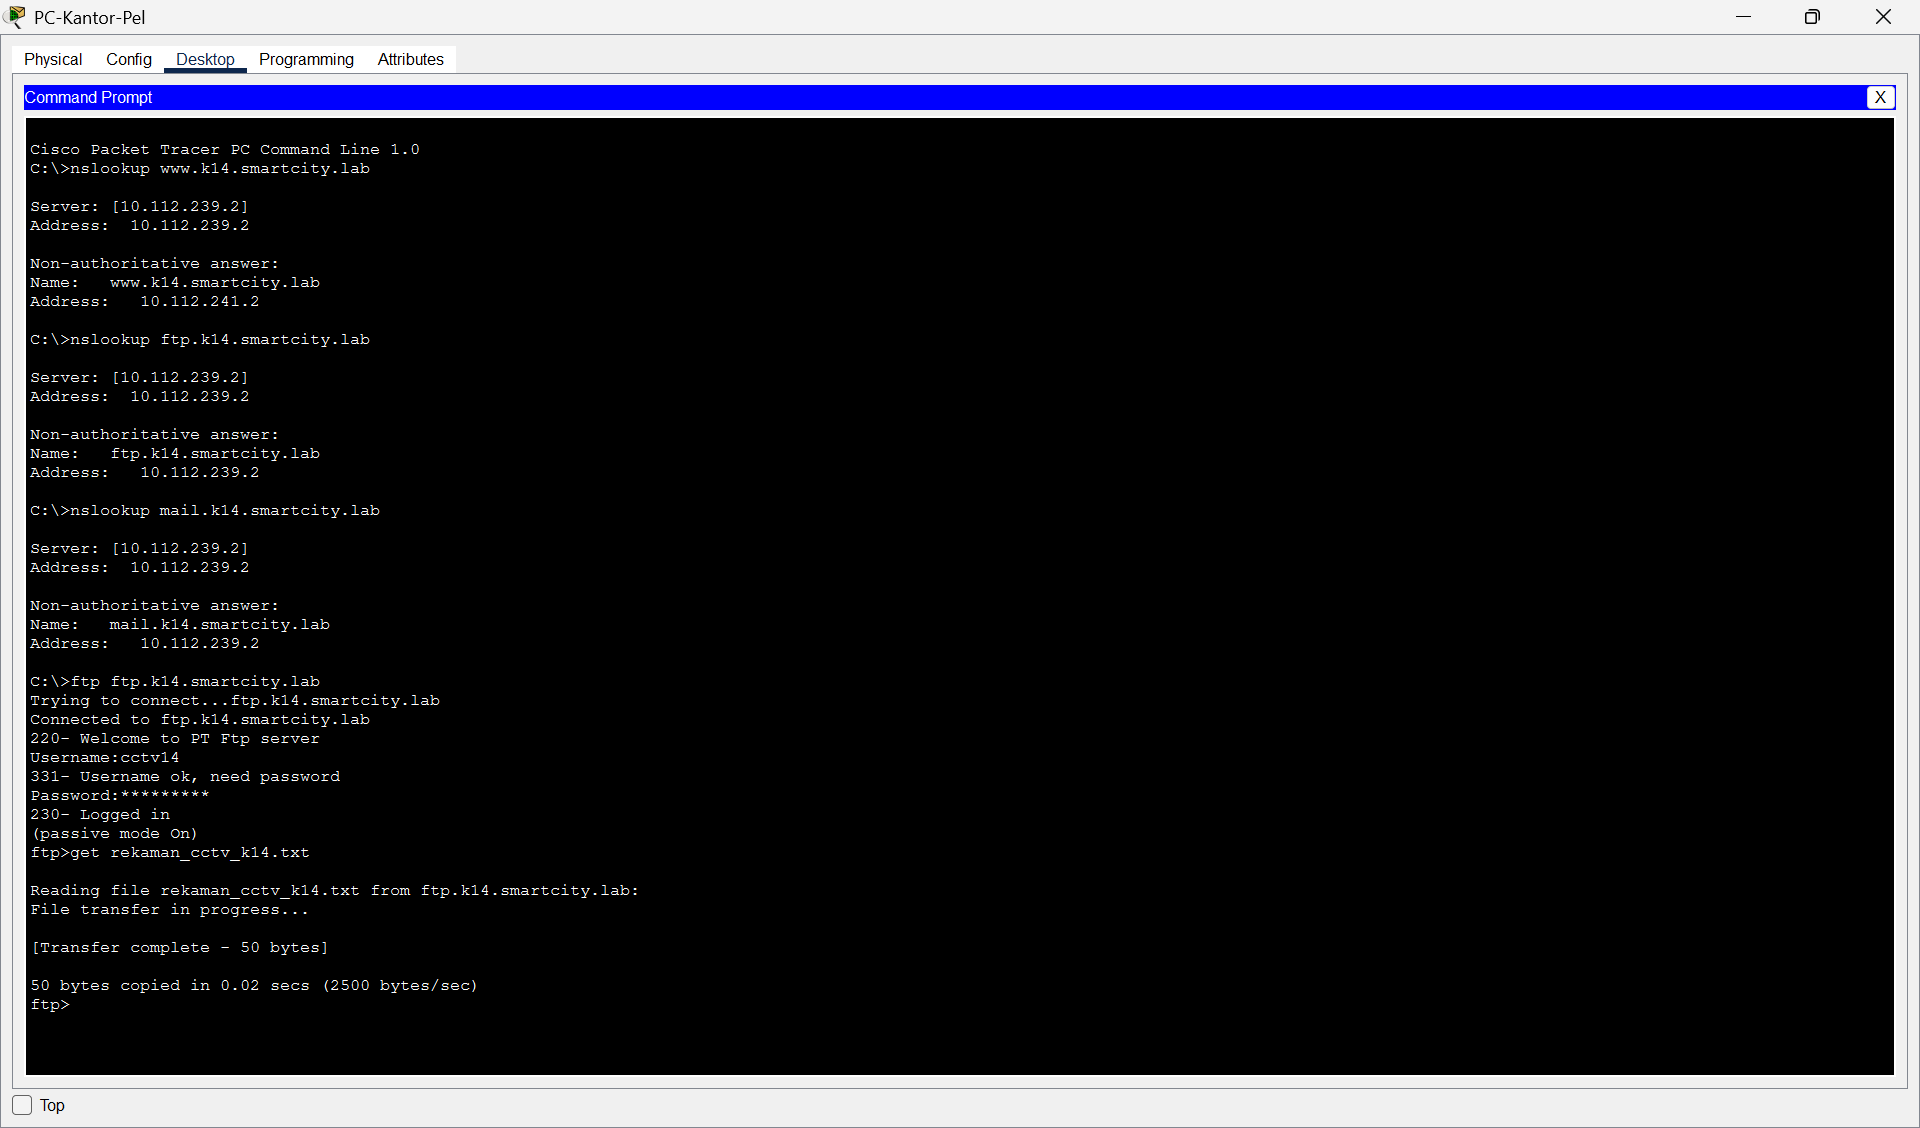 PC-Kantor-Pel
Physical Config Desktop Programming Attributes
Command Prompt X
Cisco Packet Tracer PC Command Line 1.0
C:\>nslookup www.k14.smartcity.lab
Server: [10.112.239.2]
Address:  10.112.239.2
Non-authoritative answer:
Name:   www.k14.smartcity.lab
Address:   10.112.241.2
C:\>nslookup ftp.k14.smartcity.lab
Server: [10.112.239.2]
Address:  10.112.239.2
Non-authoritative answer:
Name:   ftp.k14.smartcity.lab
Address:   10.112.239.2
C:\>nslookup mail.k14.smartcity.lab
Server: [10.112.239.2]
Address:  10.112.239.2
Non-authoritative answer:
Name:   mail.k14.smartcity.lab
Address:   10.112.239.2
C:\>ftp ftp.k14.smartcity.lab
Trying to connect...ftp.k14.smartcity.lab
Connected to ftp.k14.smartcity.lab
220- Welcome to PT Ftp server
Username:cctv14
331- Username ok, need password
Password:*********
230- Logged in
(passive mode On)
ftp>get rekaman_cctv_k14.txt
Reading file rekaman_cctv_k14.txt from ftp.k14.smartcity.lab:
File transfer in progress...
[Transfer complete - 50 bytes]
50 bytes copied in 0.02 secs (2500 bytes/sec)
ftp>
Top